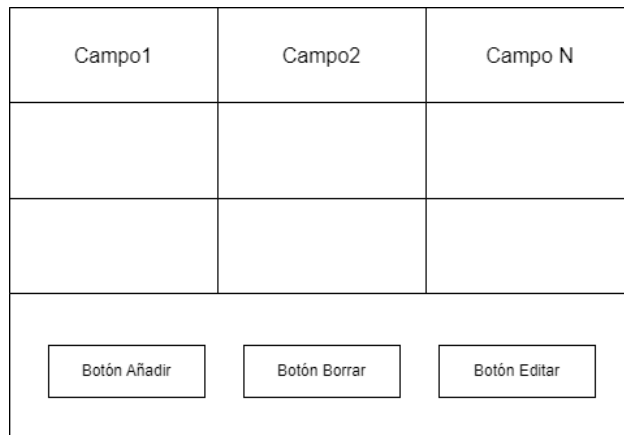 Campo1
Campo2
Campo N
Botón Añadir
Botón Borrar
Botón Editar